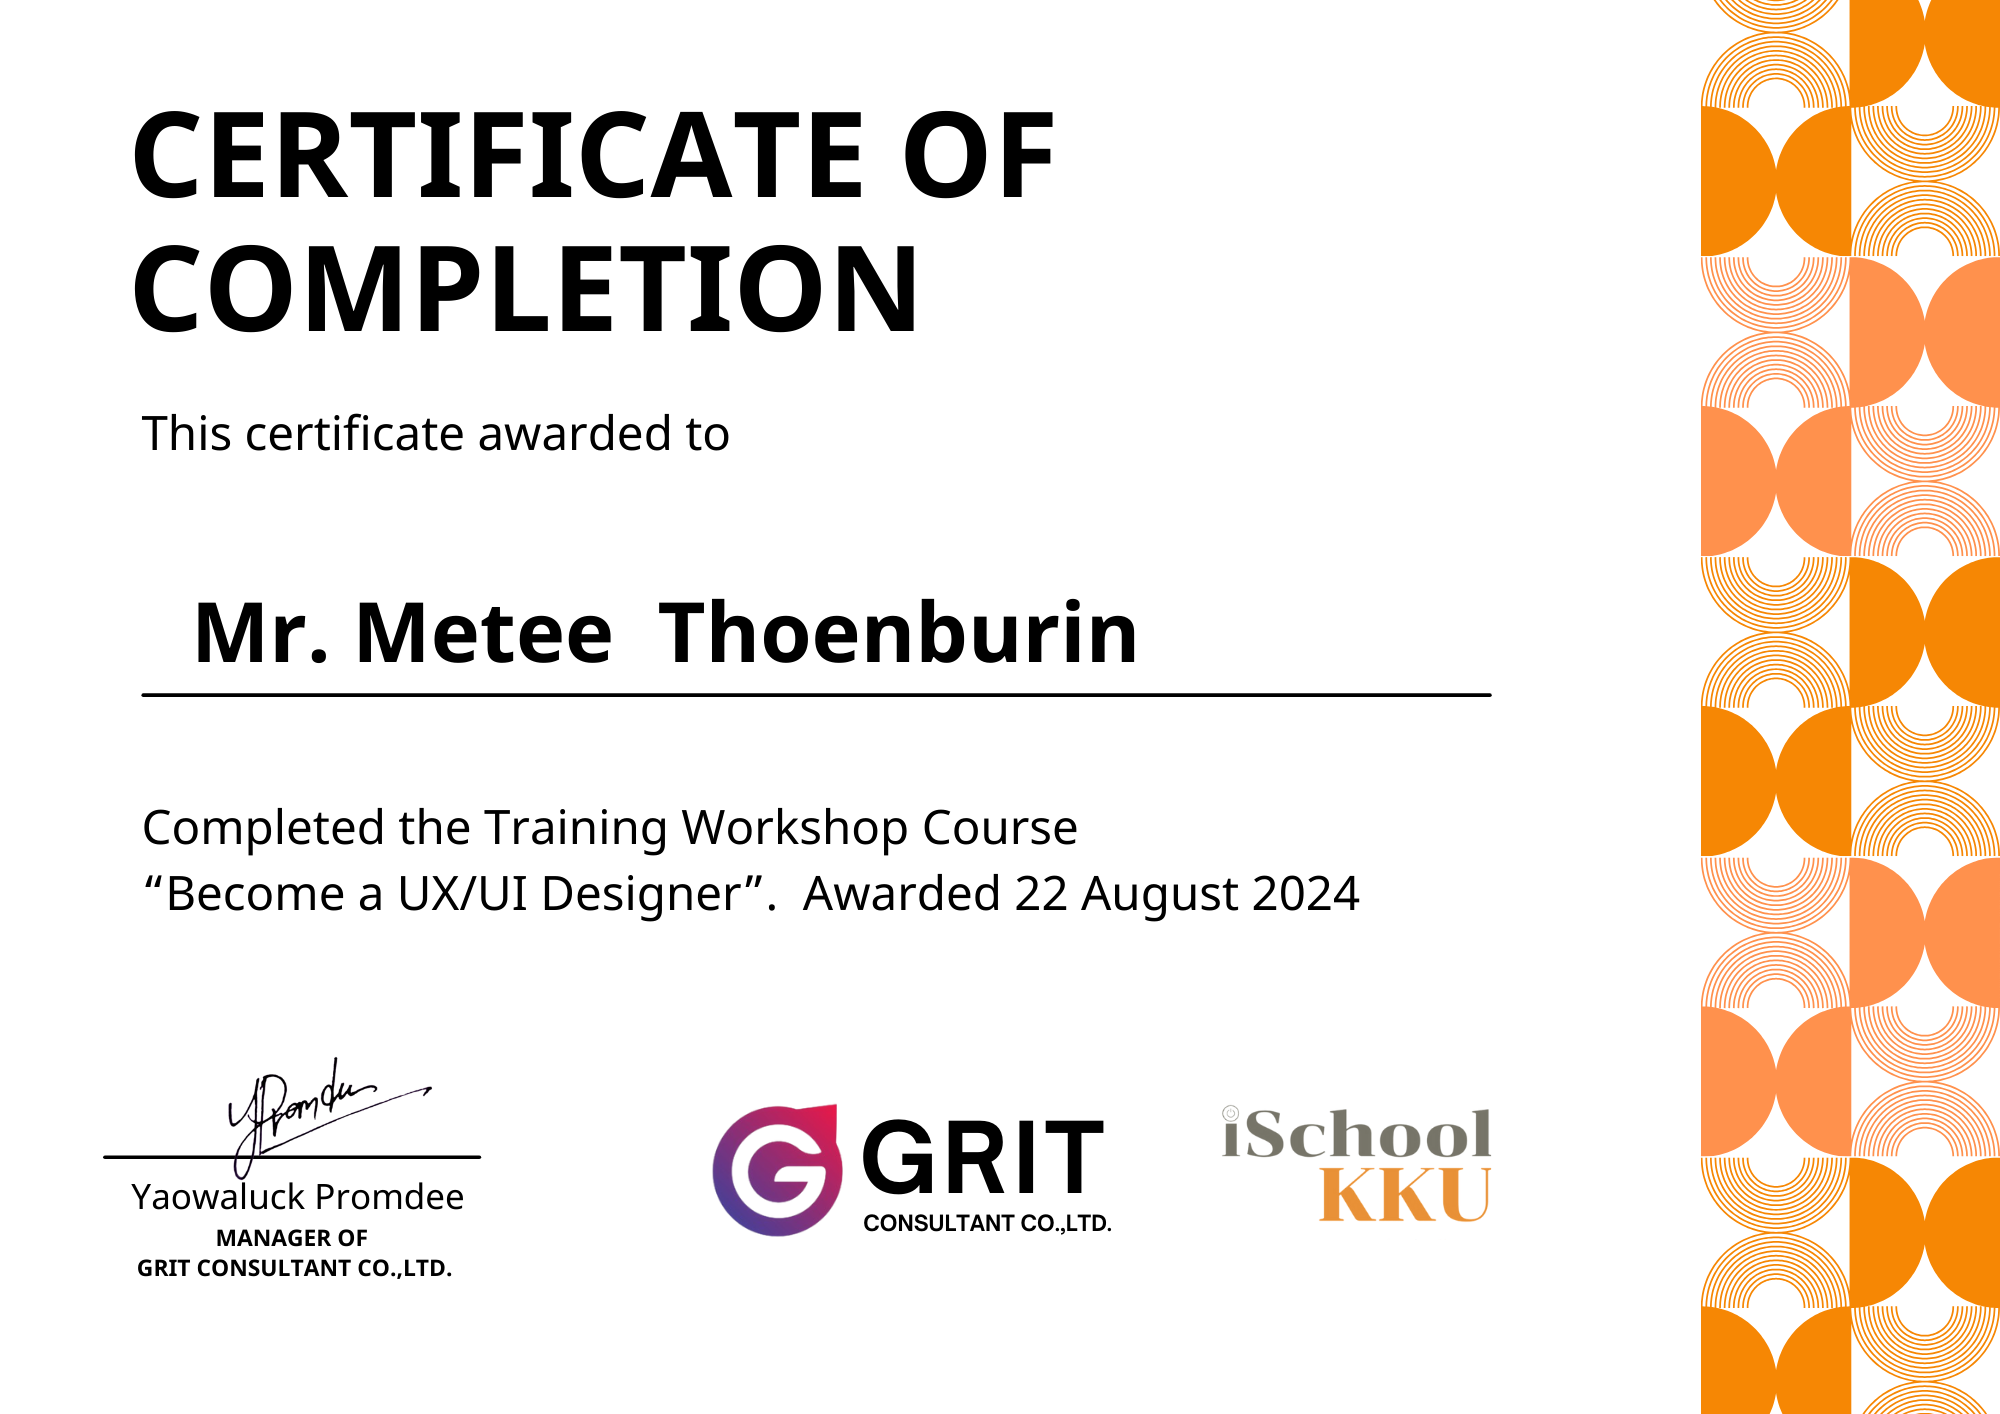 CERTIFICATE OF
COMPLETION
This certificate awarded to
Mr. Metee  Thoenburin
Completed the Training Workshop Course
“Become a UX/UI Designer”.  Awarded 22 August 2024
YPromdee
Yaowaluck Promdee
MANAGER OF
GRIT CONSULTANT CO.,LTD.
GRIT
CONSULTANT CO.,LTD.
iSchool
KKU